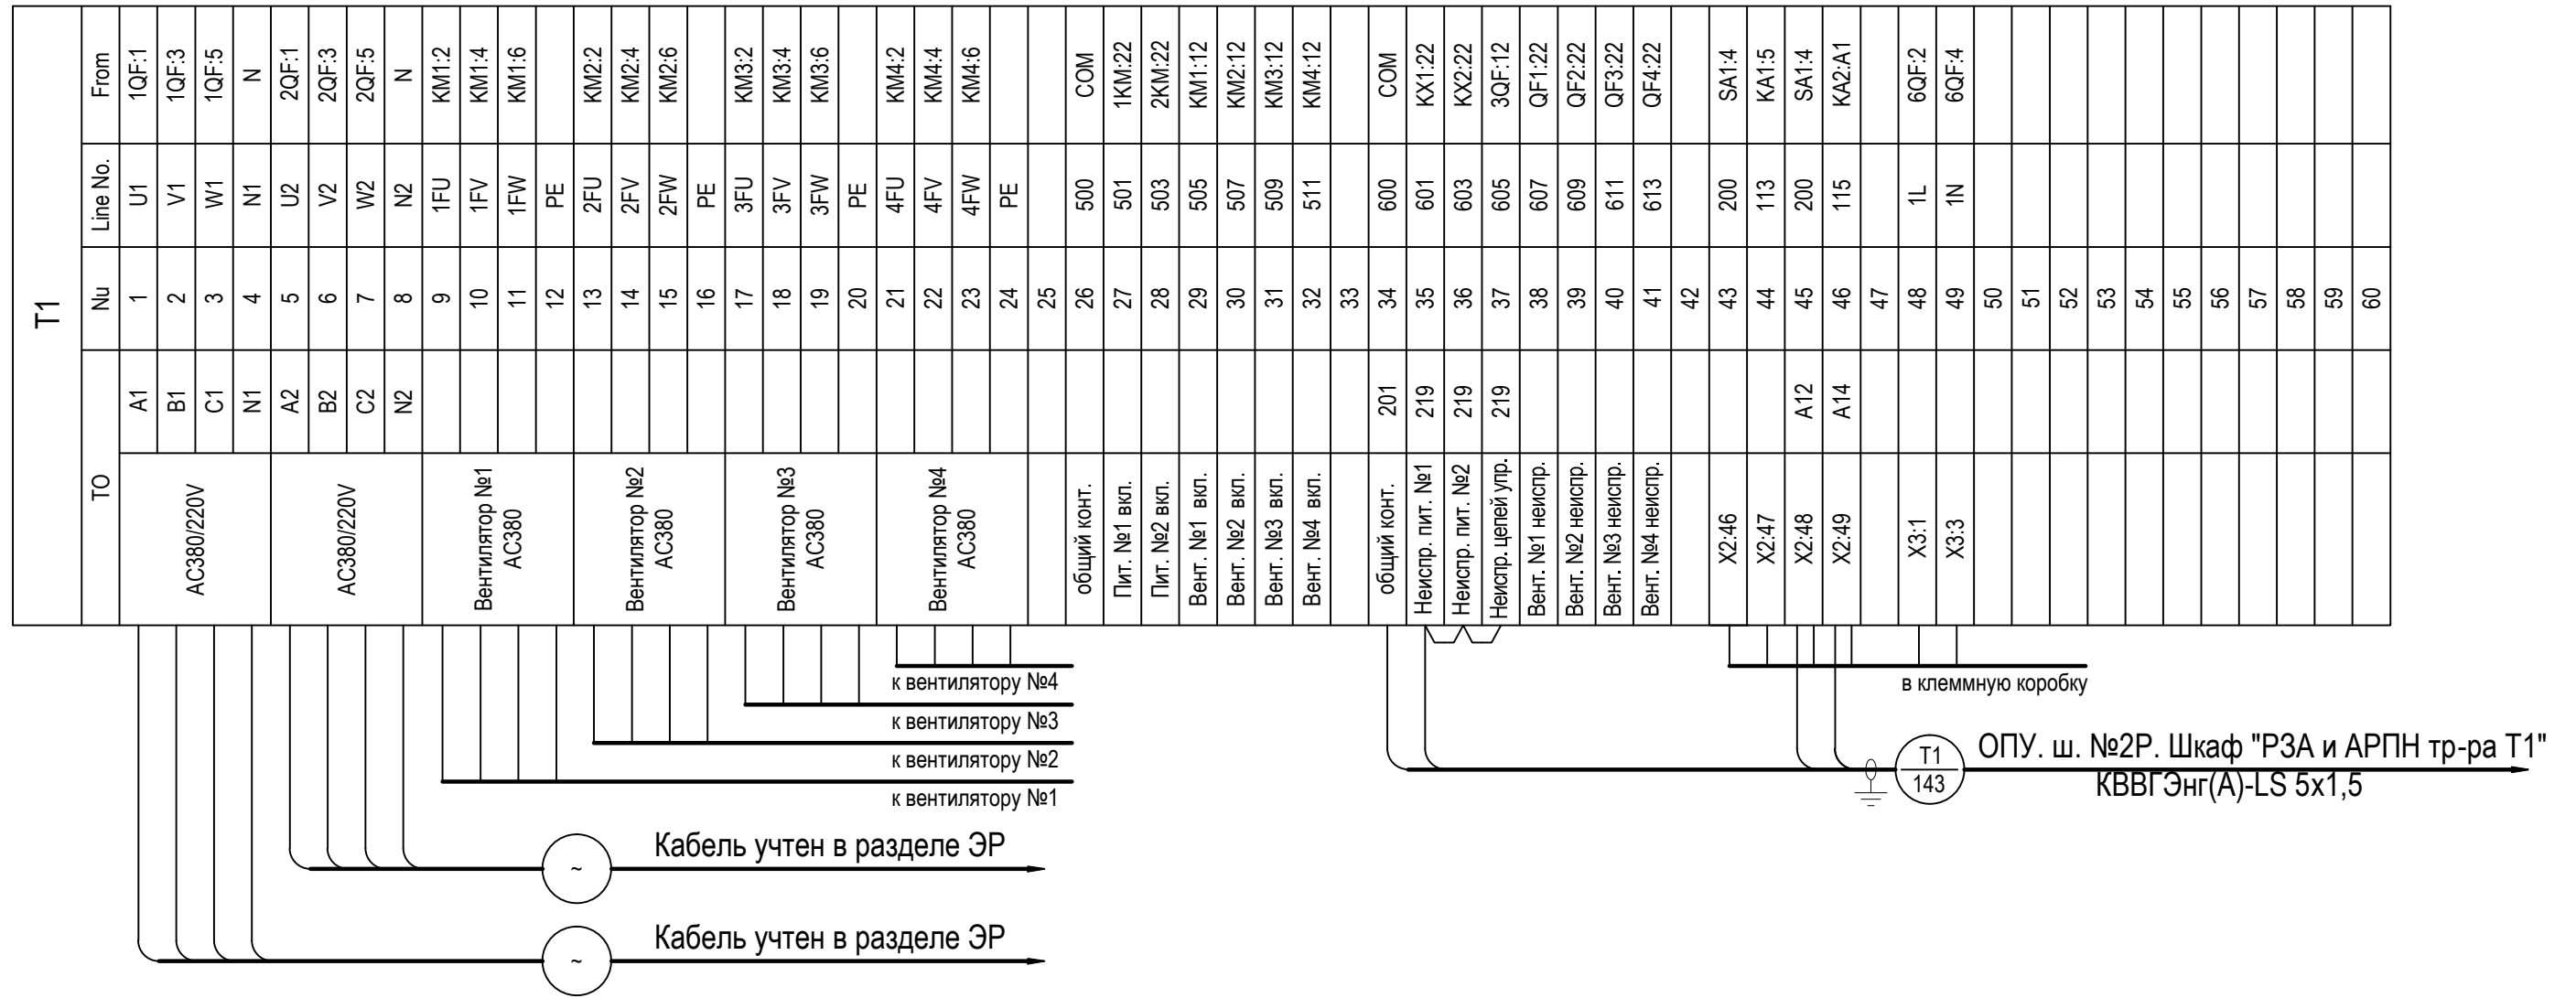 T1
From 1QF:1 1QF:3 1QF:5 N 2QF:1 2QF:3 2QF:5 N KM1:2 KM1:4 KM1:6 KM2:2 KM2:4 KM2:6 KM3:2 KM3:4 KM3:6 KM4:2 KM4:4 KM4:6 COM 1KM:22 2KM:22 KM1:12 KM2:12 KM3:12 KM4:12 COM KX1:22 KX2:22 3QF:12 QF1:22 QF2:22 QF3:22 QF4:22 SA1:4 KA1:5 SA1:4 KA2:A1 6QF:2 6QF:4
Line No. U1 V1 W1 N1 U2 V2 W2 N2 1FU 1FV 1FW PE 2FU 2FV 2FW PE 3FU 3FV 3FW PE 4FU 4FV 4FW PE 500 501 503 505 507 509 511 600 601 603 605 607 609 611 613 200 113 200 115 1L 1N
Nu 1 2 3 4 5 6 7 8 9 10 11 12 13 14 15 16 17 18 19 20 21 22 23 24 25 26 27 28 29 30 31 32 33 34 35 36 37 38 39 40 41 42 43 44 45 46 47 48 49 50 51 52 53 54 55 56 57 58 59 60
A1 B1 C1 N1 A2 B2 C2 N2 201 219 219 219 A12 A14
TO
AC380/220V
AC380/220V
Вентилятор №1
AC380
Вентилятор №2
AC380
Вентилятор №3
AC380
Вентилятор №4
AC380
общий конт.
Пит. №1 вкл.
Пит. №2 вкл.
Вент. №1 вкл.
Вент. №2 вкл.
Вент. №3 вкл.
Вент. №4 вкл.
общий конт.
Неиспр. пит. №1
Неиспр. пит. №2
Неиспр. цепей упр.
Вент. №1 неиспр.
Вент. №2 неиспр.
Вент. №3 неиспр.
Вент. №4 неиспр.
X2:46
X2:47
X2:48
X2:49
X3:1
X3:3
к вентилятору №4
к вентилятору №3
к вентилятору №2
к вентилятору №1
в клеммную коробку
T1
143
ОПУ. ш. №2Р. Шкаф "РЗА и АРПН тр-ра Т1"
КВВГЭнг(А)-LS 5x1,5
~
Кабель учтен в разделе ЭР
~
Кабель учтен в разделе ЭР